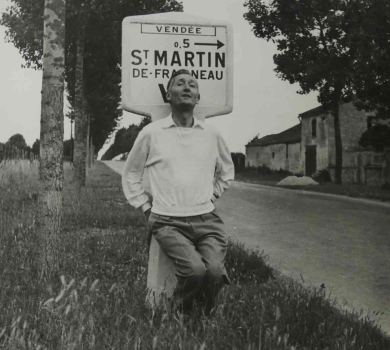 VENDÉE
0,5
ST MARTIN
DE-FRAIGNEAU